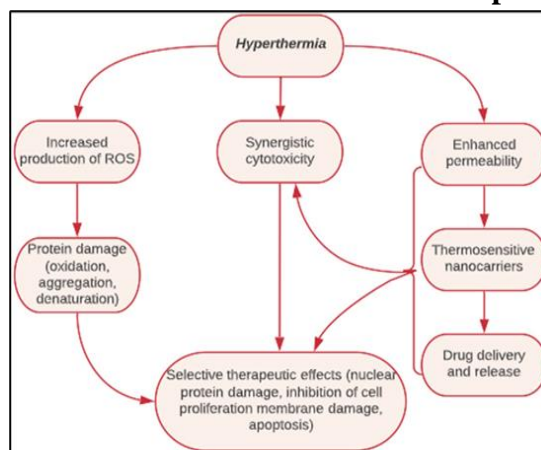 Hyperthermia
Increased
production of ROS
Synergistic
cytotoxicity
Enhanced
permeability
Protein damage
(oxidation,
aggregation,
denaturation)
Thermosensitive
nanocarriers
Drug delivery
and release
Selective therapeutic effects (nuclear
protein damage, inhibition of cell
proliferation membrane damage,
apoptosis)